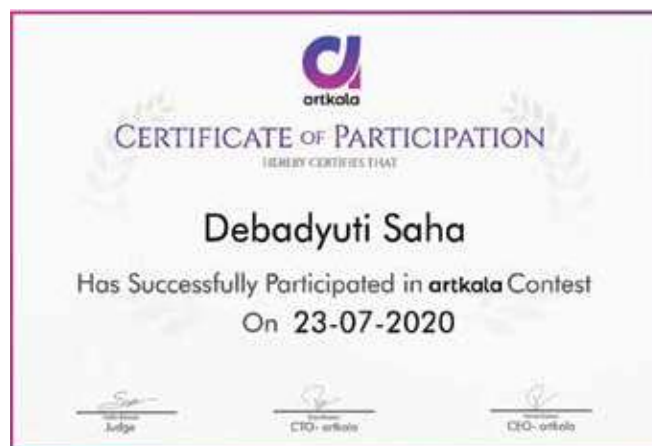 artkala
CERTIFICATE OF PARTICIPATION
HEREBY CERTIFIES THAT
Debadyuti Saha
Has Successfully Participated in artkala Contest
On 23-07-2020
Judge
CTO- artkala
CEO- artkala